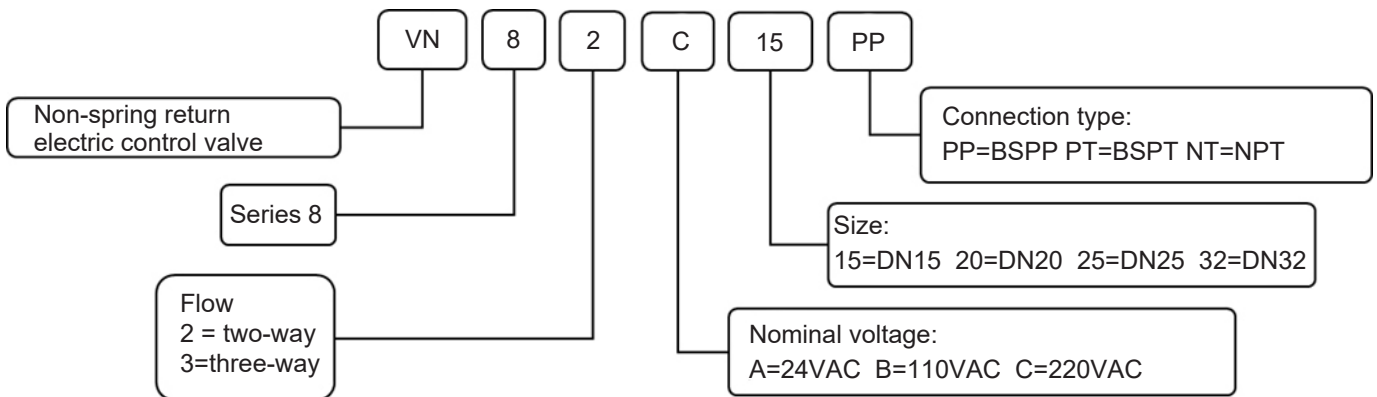 VN 8 2 C 15 PP
Non-spring return
electric control valve
Connection type:
PP=BSPP PT=BSPT NT=NPT
Series 8
Size:
15=DN15 20=DN20 25=DN25 32=DN32
Flow
2 = two-way
3=three-way
Nominal voltage:
A=24VAC B=110VAC C=220VAC